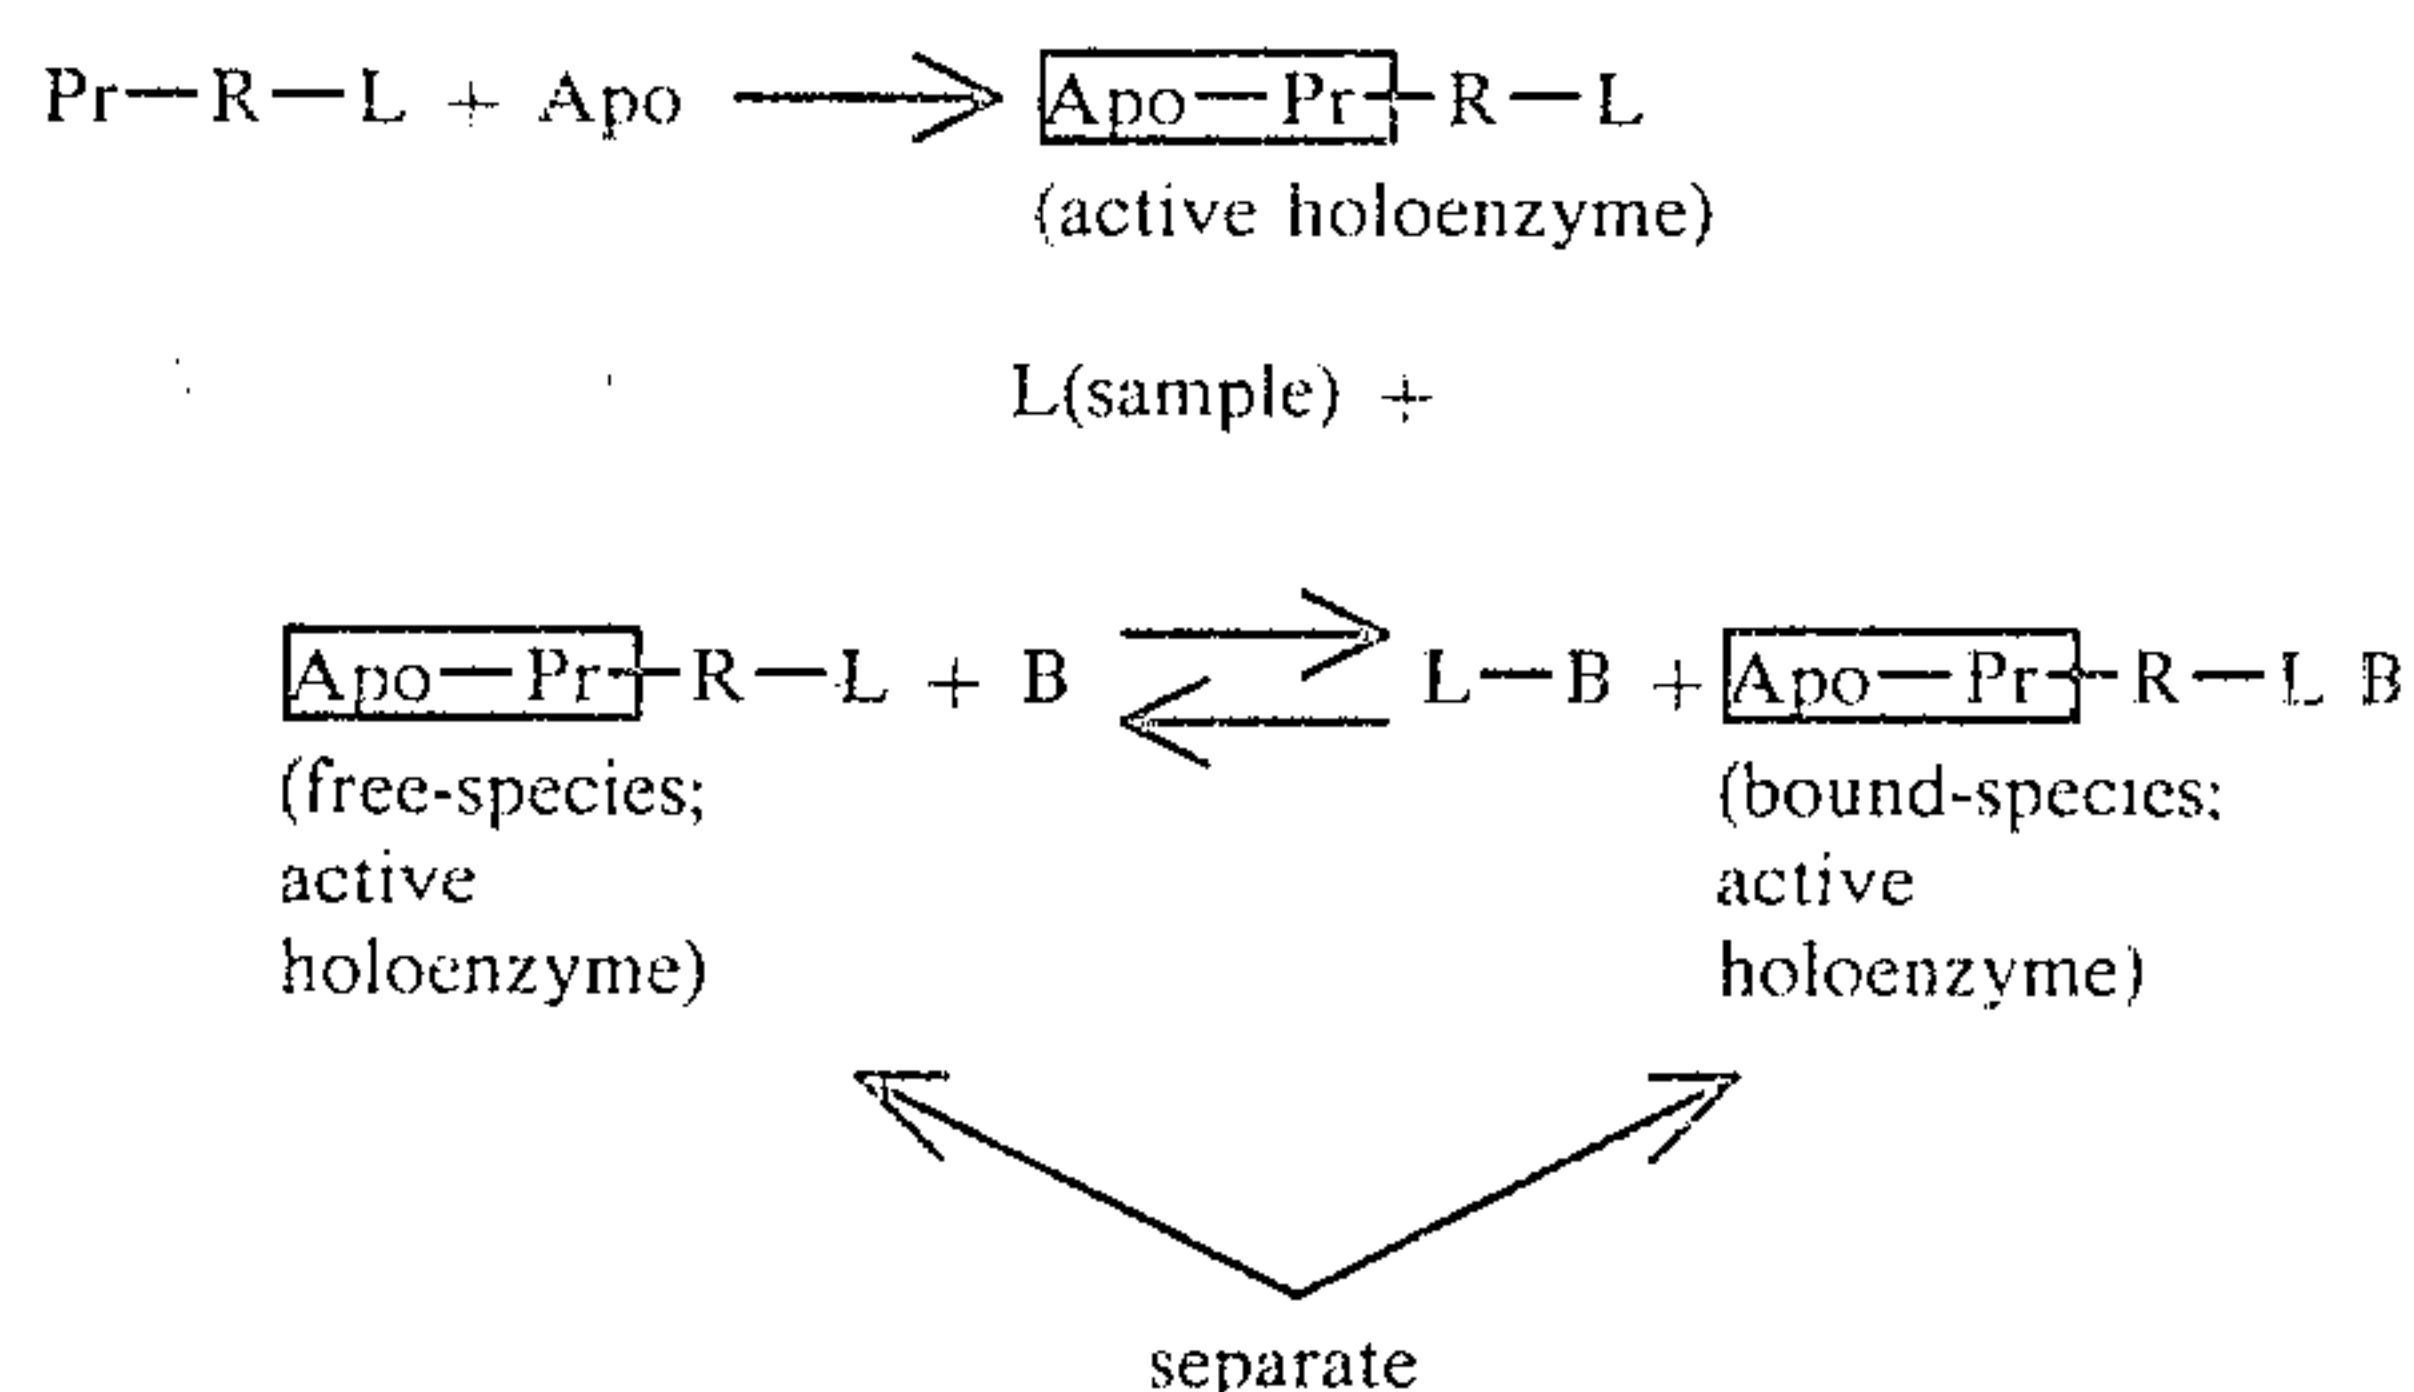 Pr—R—L + Apo ⟶ Apo—Pr—R—L
(active holoenzyme)
L(sample) +
Apo—Pr—R—L + B ⇌ L—B + Apo—Pr—R—L B
(free-species; (bound-species;
active active
holoenzyme) holoenzyme)
separate